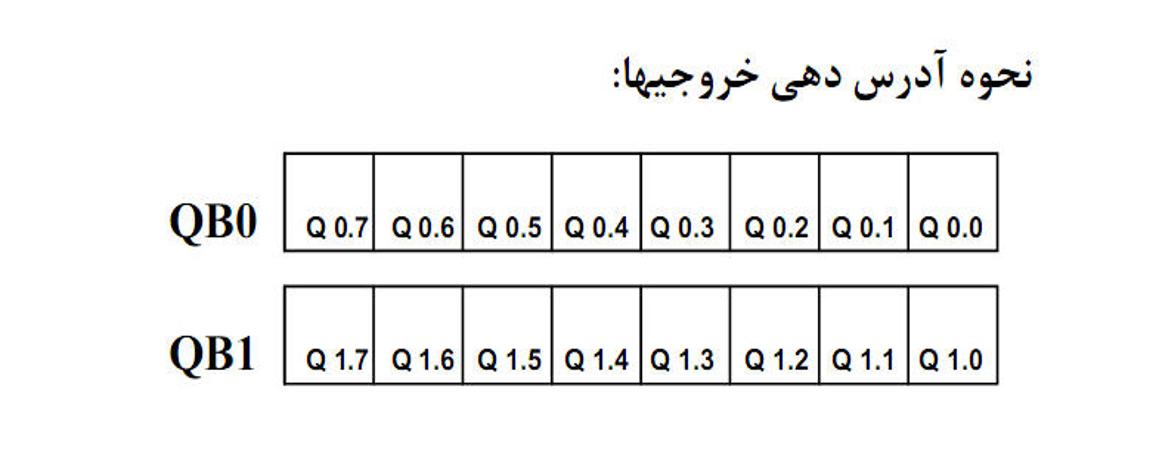 نحوه آدرس دهی خروجیها:
QB0 Q 0.7 Q 0.6 Q 0.5 Q 0.4 Q 0.3 Q 0.2 Q 0.1 Q 0.0
QB1 Q 1.7 Q 1.6 Q 1.5 Q 1.4 Q 1.3 Q 1.2 Q 1.1 Q 1.0